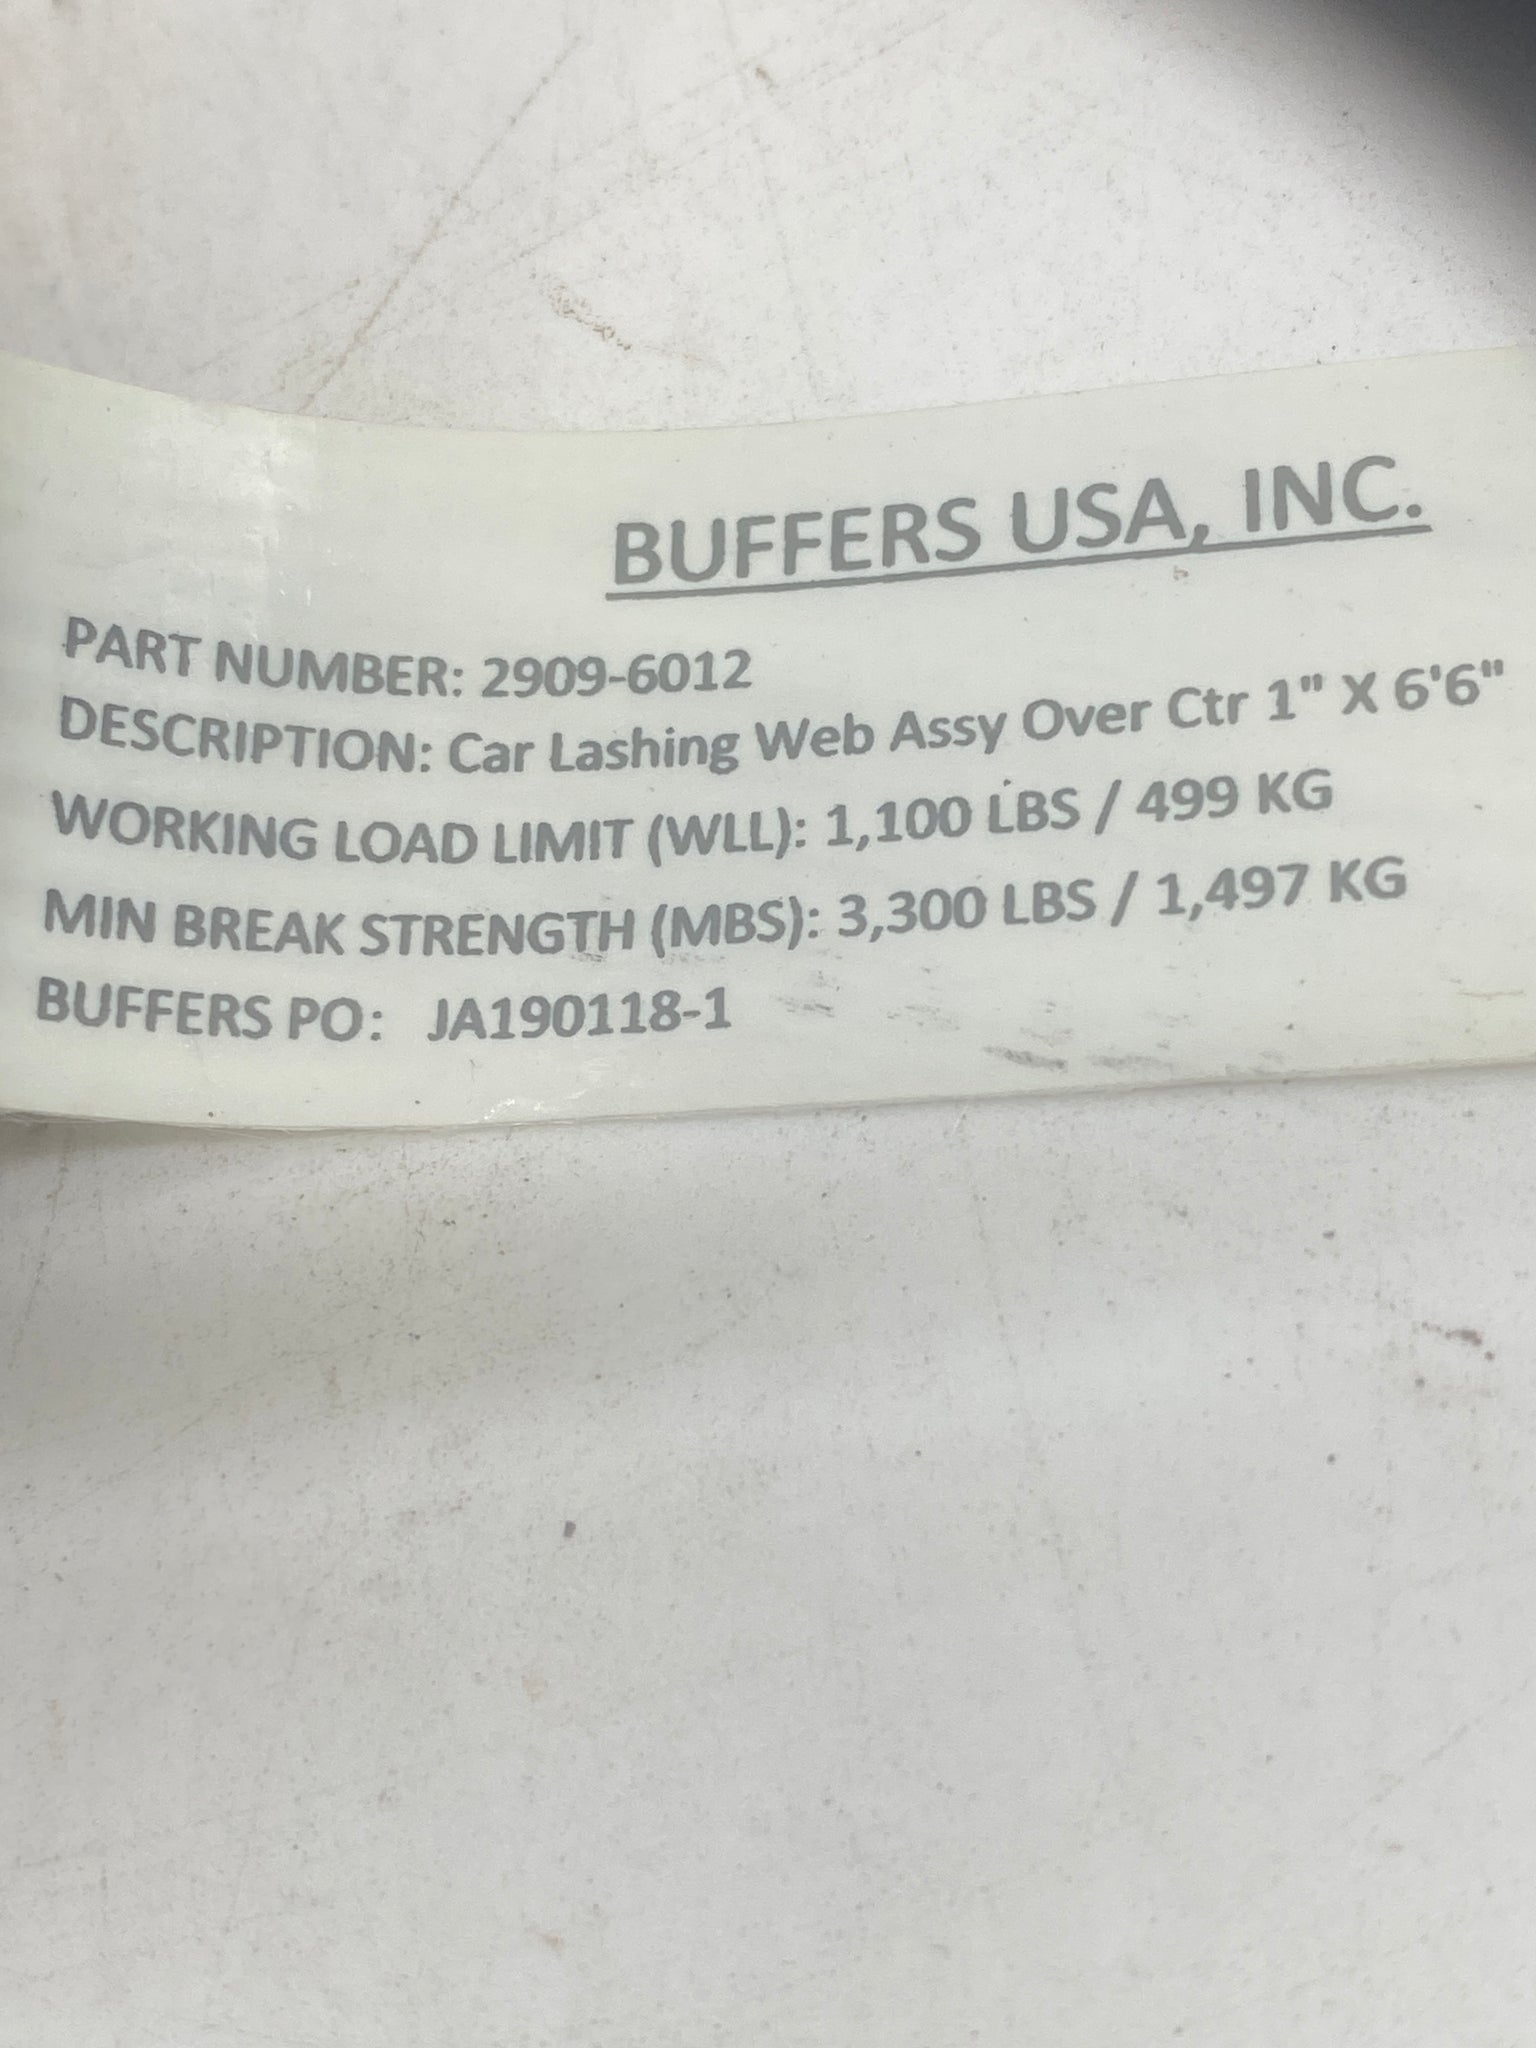 BUFFERS USA, INC.
PART NUMBER: 2909-6012
DESCRIPTION: Car Lashing Web Assy Over Ctr 1" X 6'6"
WORKING LOAD LIMIT (WLL): 1,100 LBS / 499 KG
MIN BREAK STRENGTH (MBS): 3,300 LBS / 1,497 KG
BUFFERS PO: JA190118-1